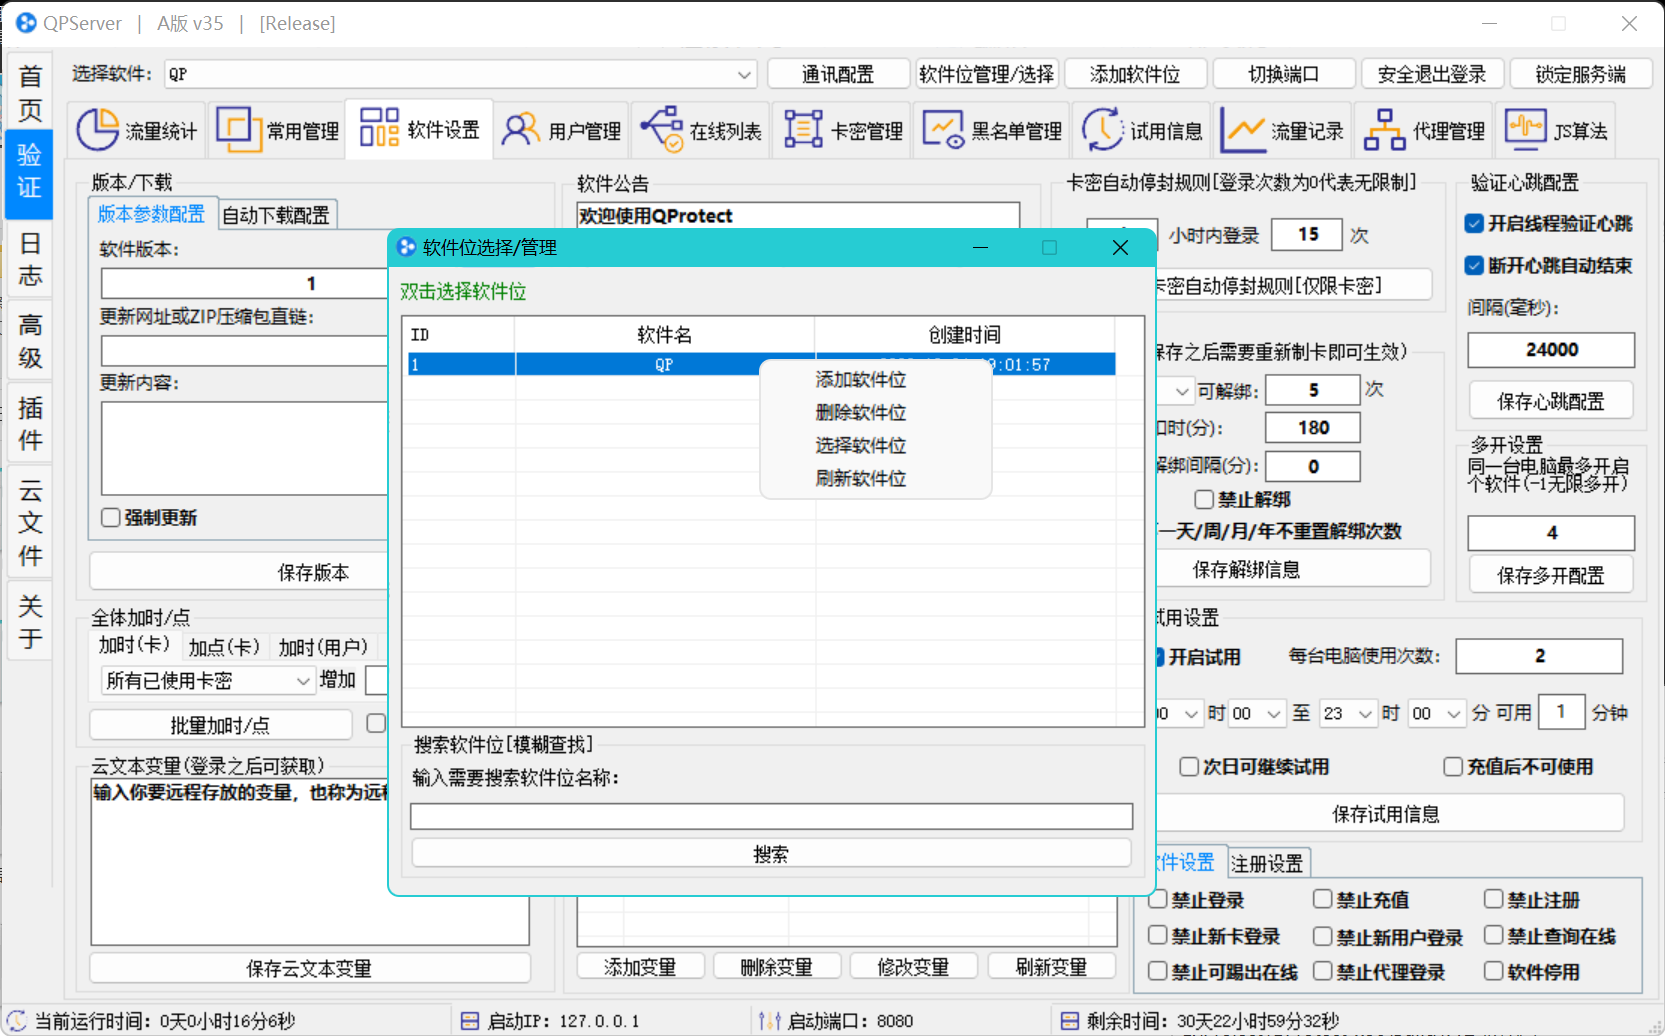 QPServer | A版 v35 | [Release]
选择软件: QP 通讯配置 软件位管理/选择 添加软件位 切换端口 安全退出登录 锁定服务端
首页
验证
日志
高级
插件
云文件
关于
流量统计 常用管理 软件设置 用户管理 在线列表 卡密管理 黑名单管理 试用信息 流量记录 代理管理 JS算法
版本/下载
版本参数配置 自动下载配置
软件版本:
1
更新网址或ZIP压缩包直链:
更新内容:
强制更新
保存版本
全体加时/点
加时(卡) 加点(卡) 加时(用户)
所有已使用卡密 增加
批量加时/点
云文本变量(登录之后可获取)
输入你要远程存放的变量，也称为远
保存云文本变量
软件公告
欢迎使用QProtect
软件位选择/管理
双击选择软件位
ID 软件名 创建时间
1 QP :01:57
添加软件位
删除软件位
选择软件位
刷新软件位
搜索软件位[模糊查找]
输入需要搜索软件位名称:
搜索
添加变量 删除变量 修改变量 刷新变量
卡密自动停封规则[登录次数为0代表无限制]
小时内登录 15 次
卡密自动停封规则[仅限卡密]
保存之后需要重新制卡即可生效)
可解绑: 5 次
扣时(分): 180
解绑间隔(分): 0
禁止解绑
一天/周/月/年不重置解绑次数
保存解绑信息
验证心跳配置
开启线程验证心跳
断开心跳自动结束
间隔(毫秒):
24000
保存心跳配置
多开设置
同一台电脑最多开启
个软件(-1无限多开)
4
保存多开配置
试用设置
开启试用 每台电脑使用次数: 2
00 时 00 至 23 时 00 分 可用 1 分钟
次日可继续试用 充值后不可使用
保存试用信息
软件设置 注册设置
禁止登录 禁止充值 禁止注册
禁止新卡登录 禁止新用户登录 禁止查询在线
禁止可踢出在线 禁止代理登录 软件停用
当前运行时间: 0天0小时16分6秒 启动IP: 127.0.0.1 启动端口: 8080 剩余时间: 30天22小时59分32秒